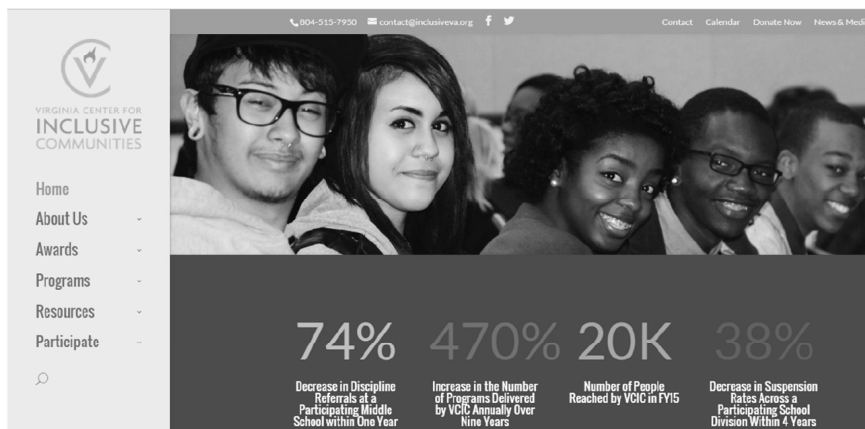 804-515-7950 contact@inclusiveva.org
Contact Calendar Donate Now News & Medi
VIRGINIA CENTER FOR
INCLUSIVE
COMMUNITIES
Home
About Us
Awards
Programs
Resources
Participate
74%
Decrease in Discipline
Referrals at a
Participating Middle
School within One Year
470%
Increase in the Number
of Programs Delivered
by VCIC Annually Over
Nine Years
20K
Number of People
Reached by VCIC in FY15
38%
Decrease in Suspension
Rates Across a
Participating School
Division Within 4 Years